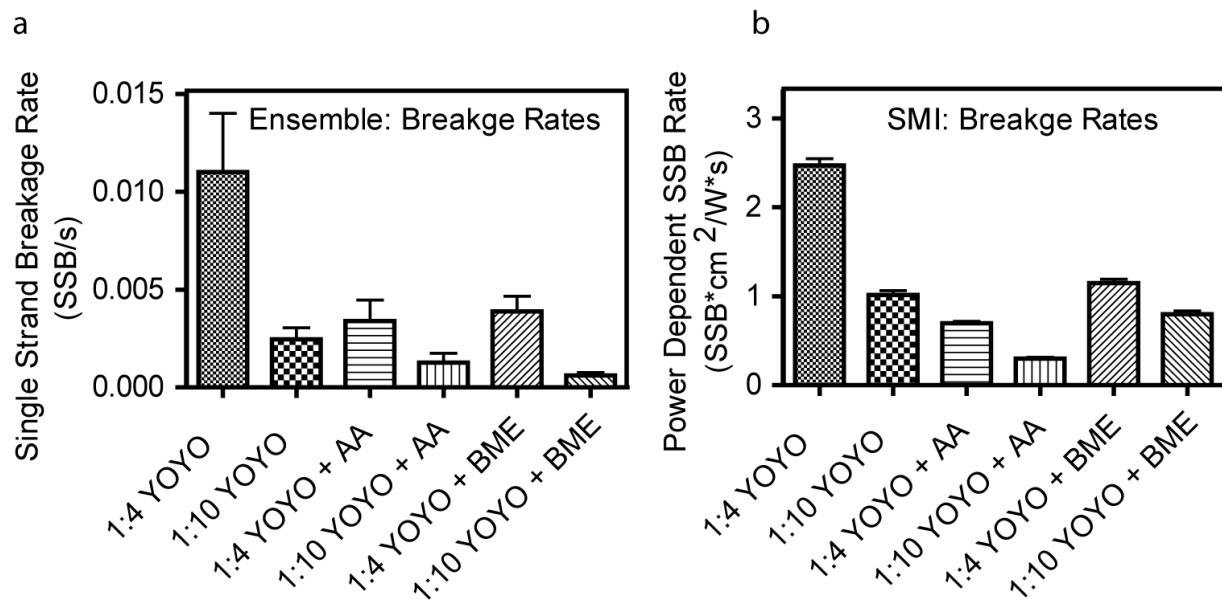 a
Single Strand Breakage Rate
(SSB/s)
0.015
0.010
0.005
0.000
Ensemble: Breakge Rates
1:4 YOYO
1:10 YOYO
1:4 YOYO + AA
1:10 YOYO + AA
1:4 YOYO + BME
1:10 YOYO + BME
b
Power Dependent SSB Rate
(SSB*cm 2/W*s)
3
2
1
0
SMI: Breakge Rates
1:4 YOYO
1:10 YOYO
1:4 YOYO + AA
1:10 YOYO + AA
1:4 YOYO + BME
1:10 YOYO + BME